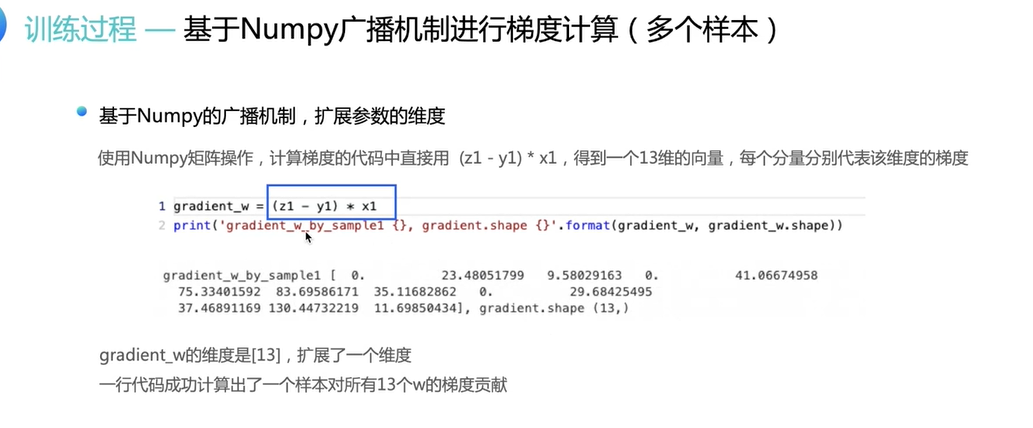 训练过程 — 基于Numpy广播机制进行梯度计算（多个样本）
基于Numpy的广播机制，扩展参数的维度
使用Numpy矩阵操作，计算梯度的代码中直接用 (z1 - y1) * x1，得到一个13维的向量，每个分量分别代表该维度的梯度
1 gradient_w = (z1 - y1) * x1
2 print('gradient_w_by_sample1 {}, gradient.shape {}'.format(gradient_w, gradient_w.shape))
gradient_w_by_sample1 [ 0. 23.48051799 9.58029163 0. 41.06674958
75.33401592 83.69586171 35.11682862 0. 29.68425495
37.46891169 130.44732219 11.69850434], gradient.shape (13,)
gradient_w的维度是[13]，扩展了一个维度
一行代码成功计算出了一个样本对所有13个w的梯度贡献